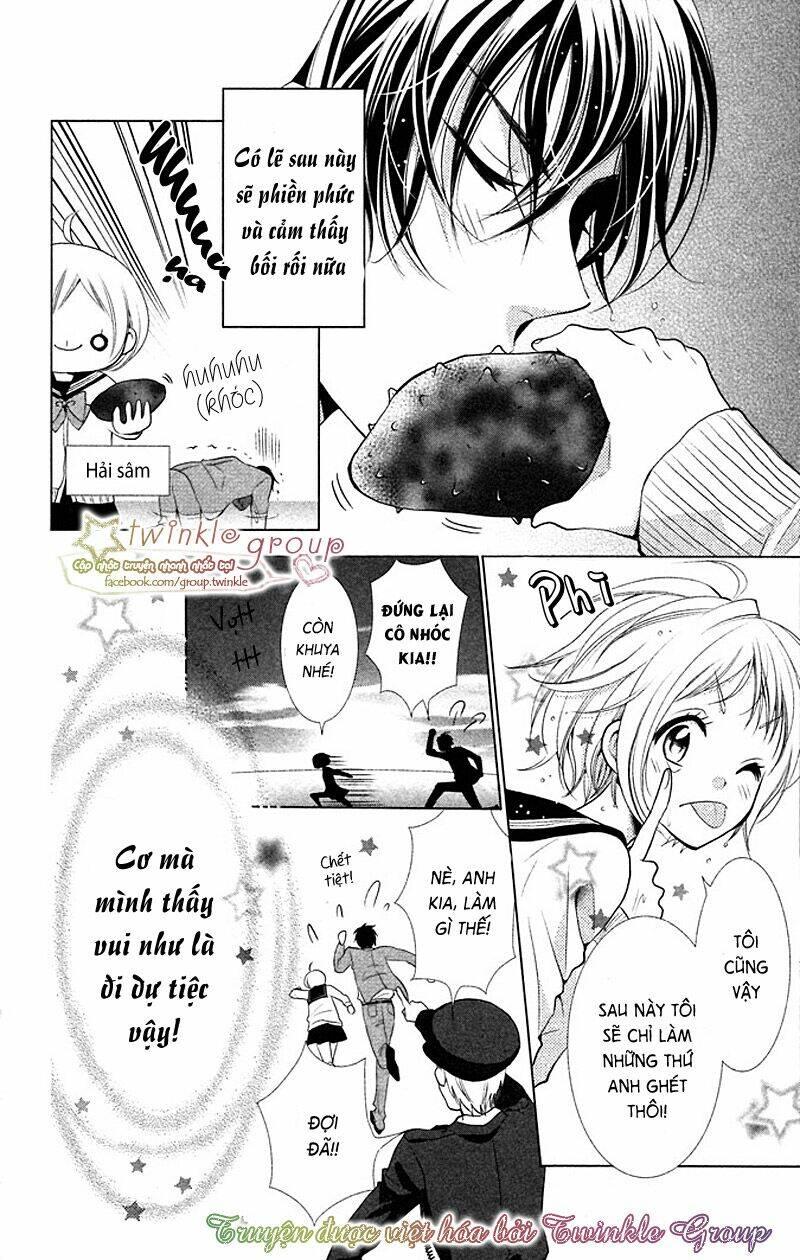 Có lẽ sau này
sẽ phiền phức
và cảm thấy
bối rối nữa
UUUUUU
ỤA
huhuhu
(khóc)
Hải sâm
twinkle group
Cập nhật truyện nhanh nhất tại
facebook.com/group.twinkle
Phì
TÔI
CŨNG
VẬY
SAU NÀY TÔI
SẼ CHỈ LÀM
NHỮNG THỨ
ANH GHÉT
THÔI!
ĐỨNG LẠI
CÔ NHÓC
KIA!!
CÒN
KHUYA
NHÉ!
Vụt
NÈ, ANH
KIA, LÀM
GÌ THẾ!
Chết
tiệt!
ĐỢI
ĐÃ!!
Cơ mà
mình thấy
vui như là
đi dự tiệc
vậy!
Truyện được việt hóa bởi Twinkle Group